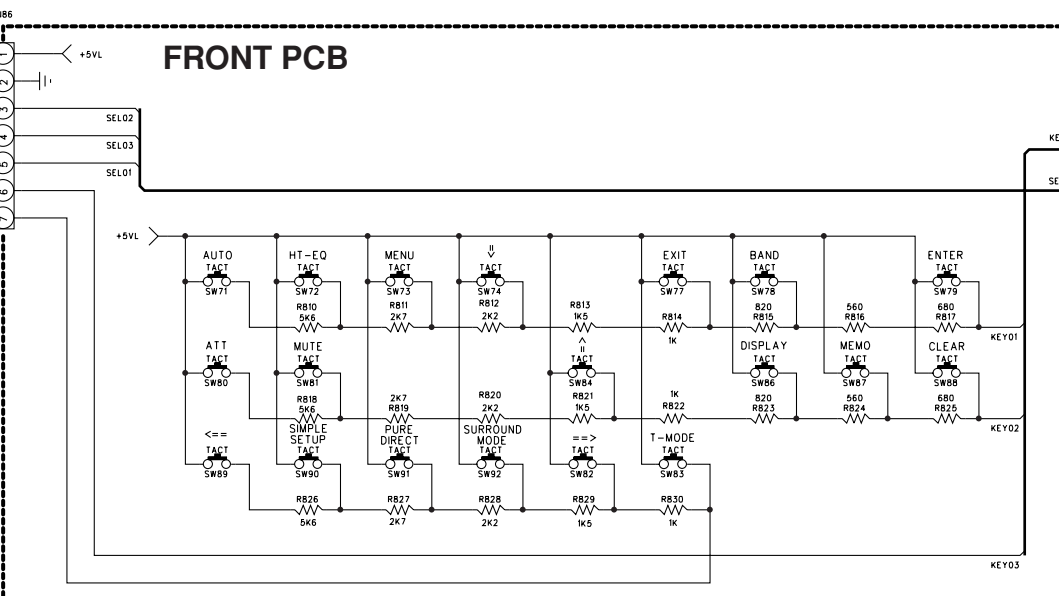 J86
FRONT PCB
1
+5VL
2
3
SEL02
4
SEL03
KE
5
SEL01
6
SE
7
+5VL
AUTO HT-EQ MENU ==> EXIT BAND ENTER
TACT TACT TACT TACT TACT TACT TACT
SW71 SW72 SW73 SW74 SW77 SW78 SW79
R810 R811 R812 R813 R814 820 560 680
5K6 2K7 2K2 1K5 1K R815 R816 R817
KEY01
ATT MUTE <== DISPLAY MEMO CLEAR
TACT TACT TACT TACT TACT TACT
SW80 SW81 SW84 SW86 SW87 SW88
R818 2K7 R820 R821 1K 820 560 680
5K6 R819 2K2 1K5 R822 R823 R824 R825
KEY02
<== SIMPLE SETUP PURE DIRECT SURROUND MODE ==> T-MODE
TACT TACT TACT TACT TACT TACT
SW89 SW90 SW91 SW92 SW82 SW83
R826 R827 R828 R829 R830
5K6 2K7 2K2 1K5 1K
KEY03